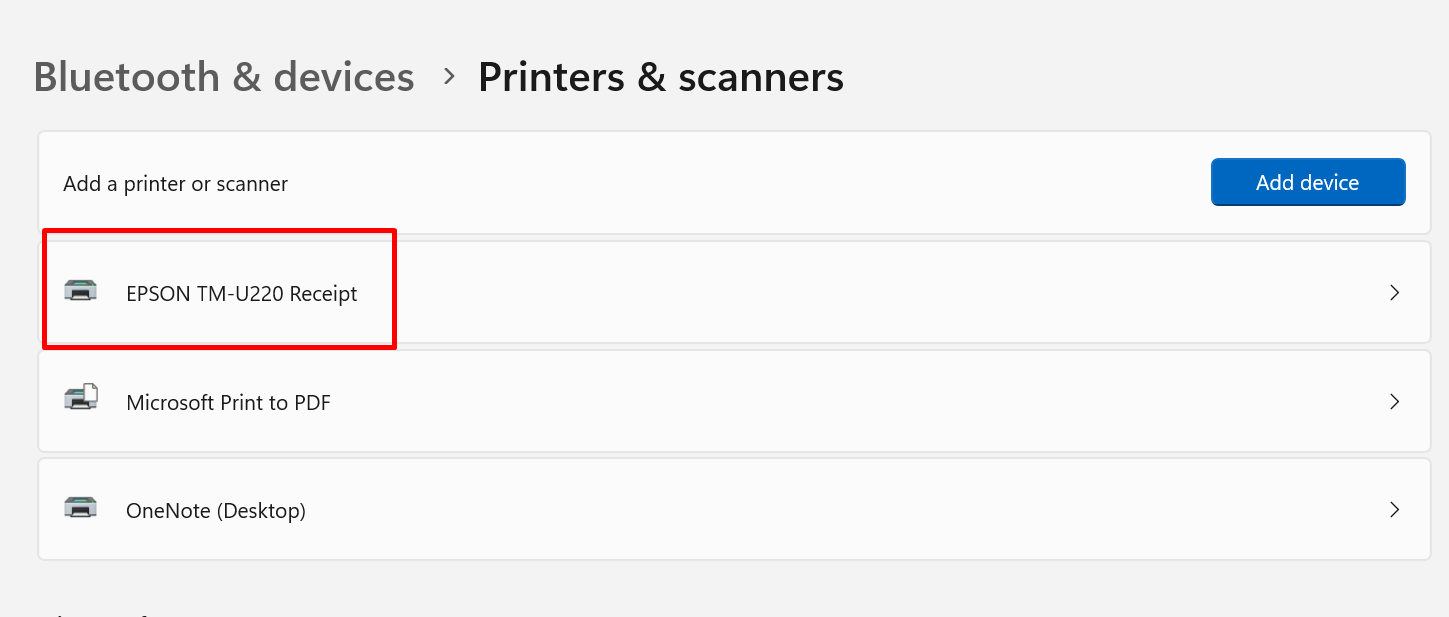 Bluetooth & devices > Printers & scanners
Add a printer or scanner
Add device
EPSON TM-U220 Receipt
Microsoft Print to PDF
OneNote (Desktop)